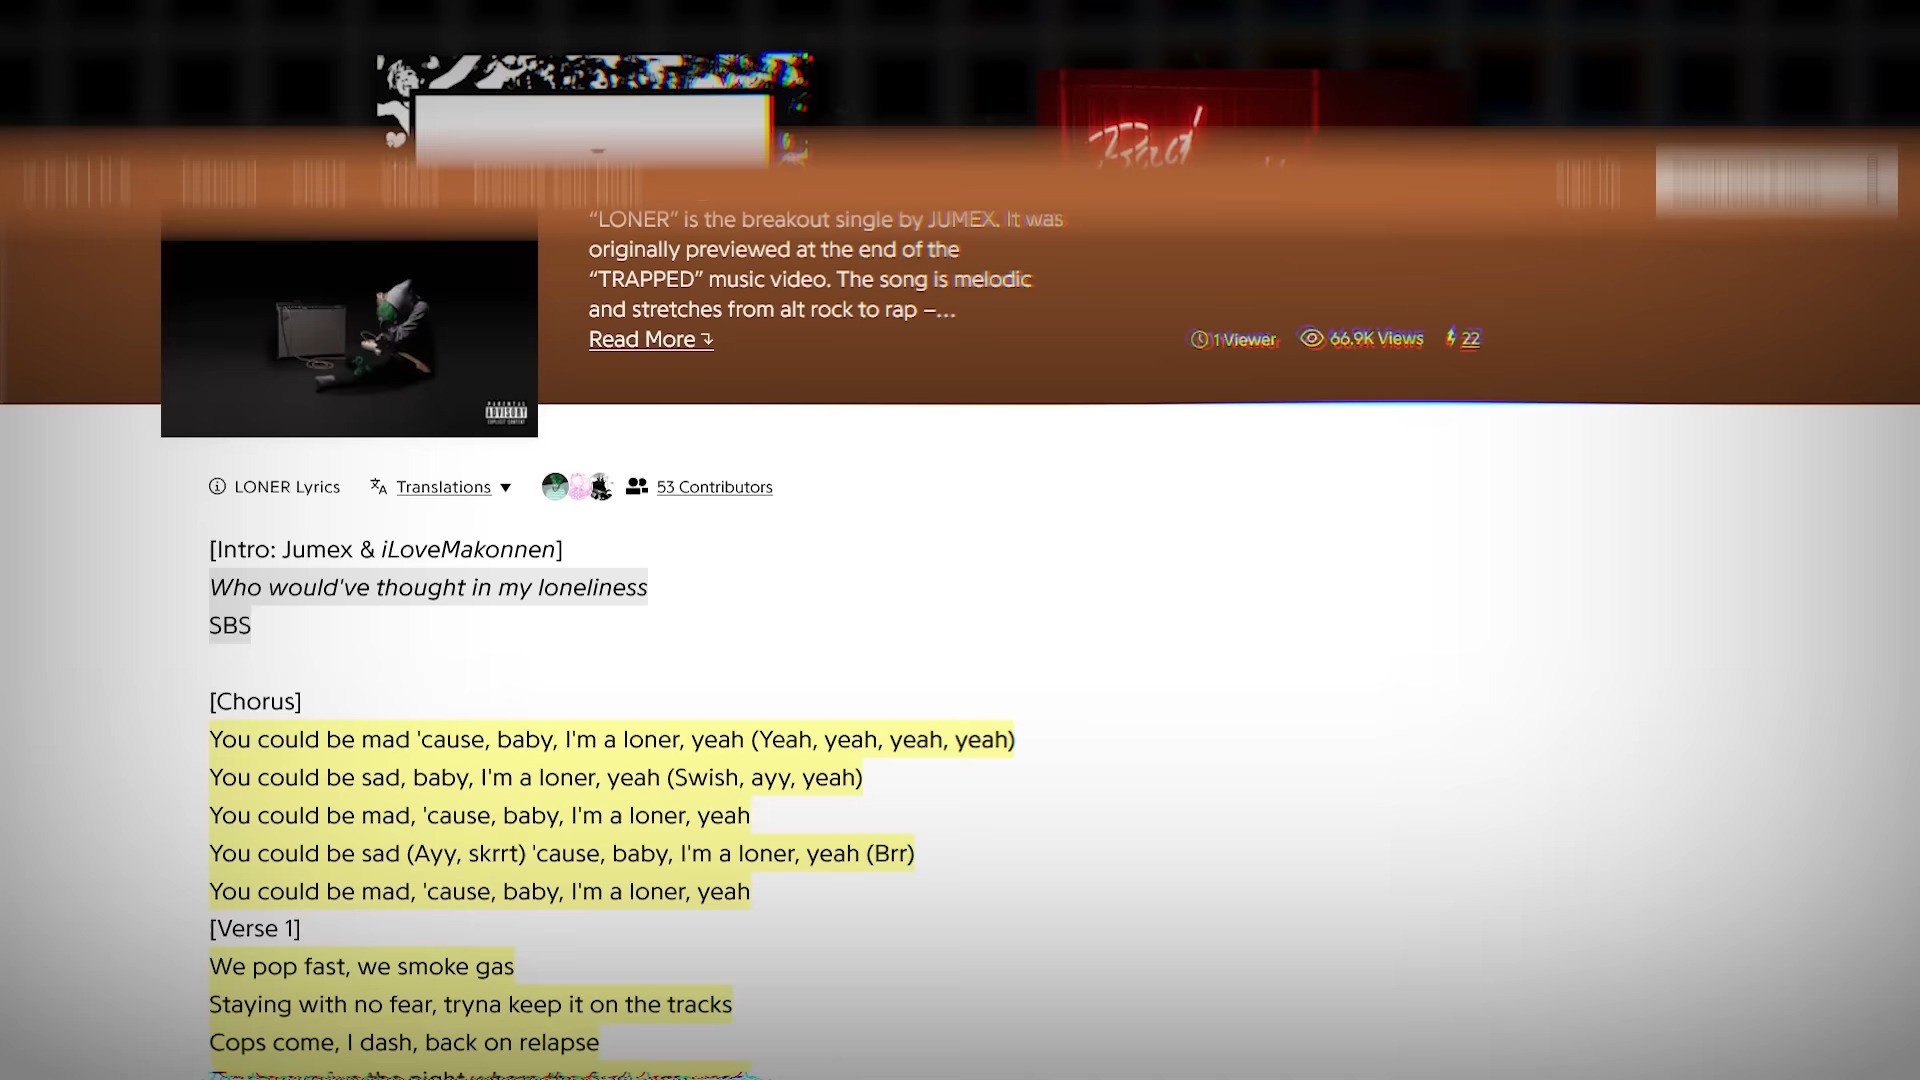 “LONER” is the breakout single by JUMEX. It was
originally previewed at the end of the
“TRAPPED” music video. The song is melodic
and stretches from alt rock to rap –...
Read More
1 Viewer 66.9K Views 22
PARENTAL
ADVISORY
EXPLICIT CONTENT
LONER Lyrics Translations 53 Contributors
[Intro: Jumex & iLoveMakonnen]
Who would've thought in my loneliness
SBS
[Chorus]
You could be mad 'cause, baby, I'm a loner, yeah (Yeah, yeah, yeah, yeah)
You could be sad, baby, I'm a loner, yeah (Swish, ayy, yeah)
You could be mad, 'cause, baby, I'm a loner, yeah
You could be sad (Ayy, skrrt) 'cause, baby, I'm a loner, yeah (Brr)
You could be mad, 'cause, baby, I'm a loner, yeah
[Verse 1]
We pop fast, we smoke gas
Staying with no fear, tryna keep it on the tracks
Cops come, I dash, back on relapse